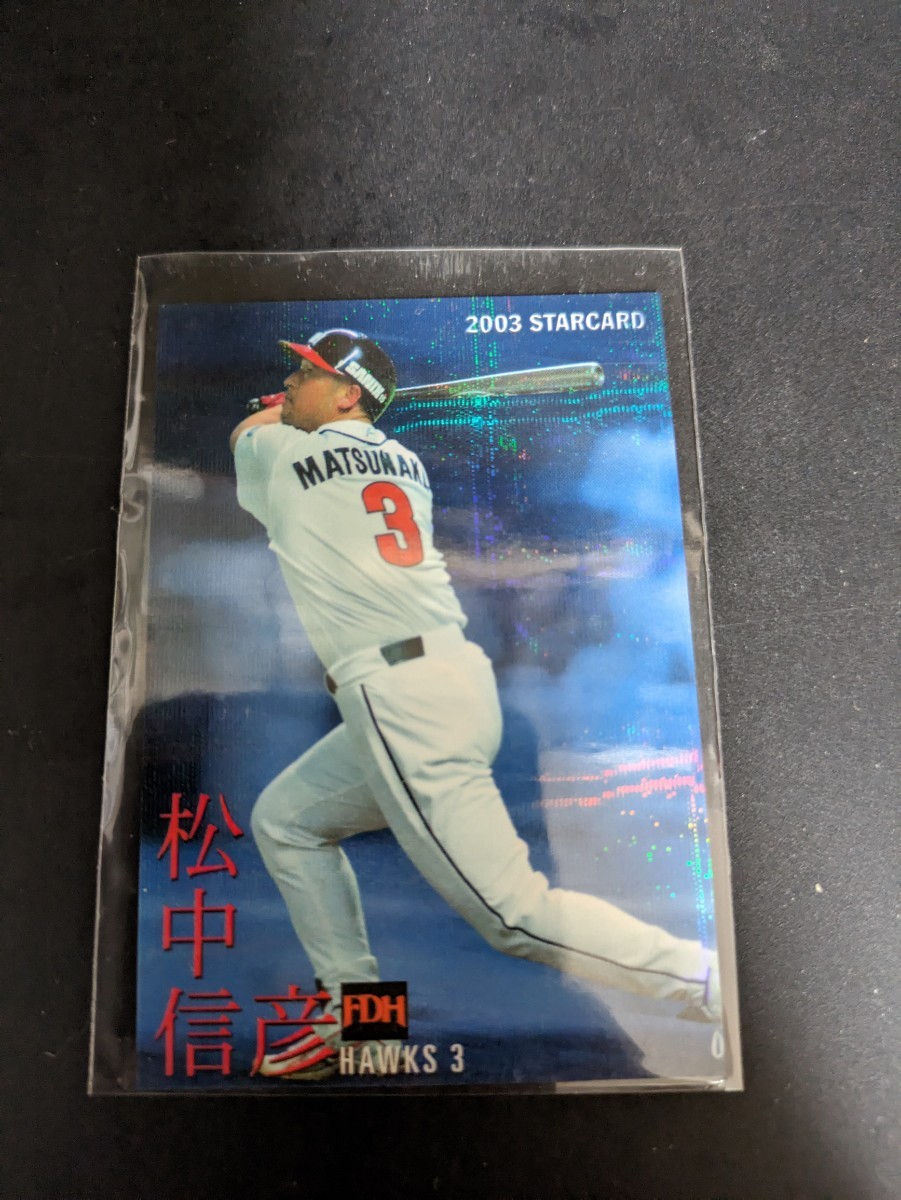 2003 STARCARD
MATSUNAKA
3
松中信彦
FDH
HAWKS 3